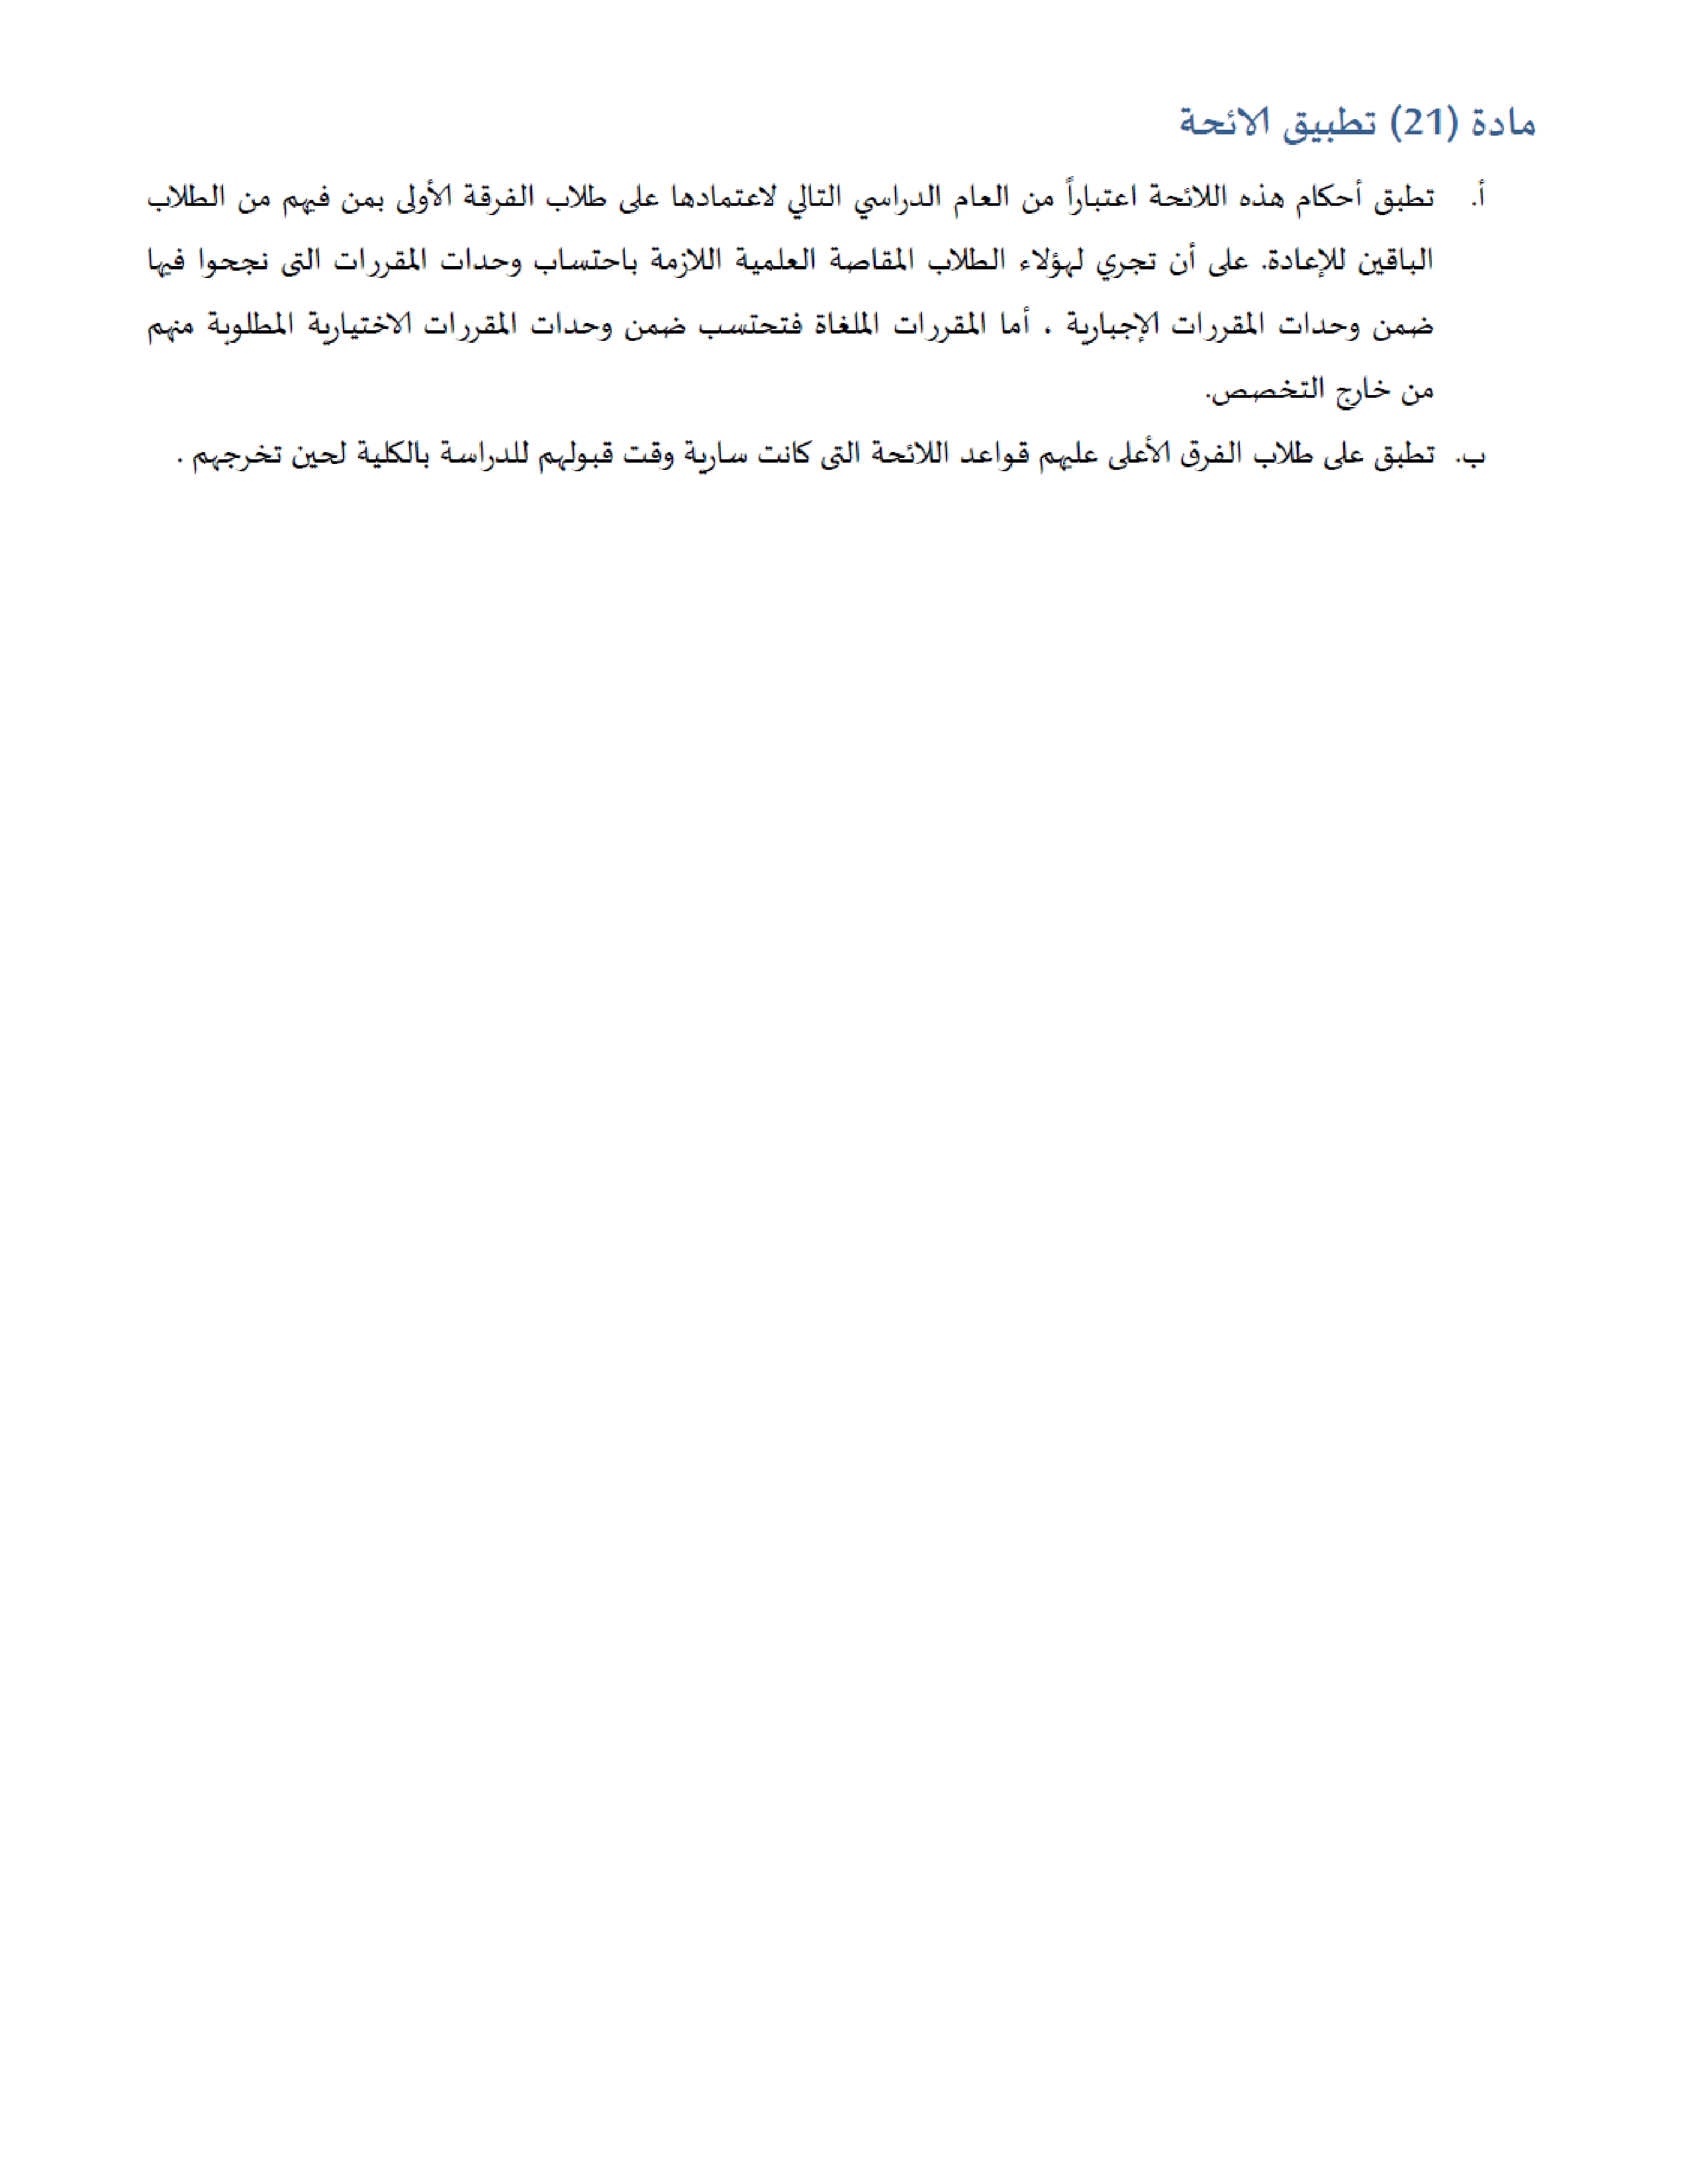 مادة (21) تطبيق الائحة
أ. تطبق أحكام هذه اللائحة اعتباراً من العام الدراسي التالي لاعتمادها على طلاب الفرقة الأولى بمن فيهم من الطلاب
الباقين للإعادة. على أن تجري لهؤلاء الطلاب المقاصة العلمية اللازمة باحتساب وحدات المقررات التى نجحوا فيها
ضمن وحدات المقررات الإجبارية . أما المقررات الملغاة فتحتسب ضمن وحدات المقررات الاختيارية المطلوبة منهم
من خارج التخصص.
ب. تطبق على طلاب الفرق الأعلى عليهم قواعد اللائحة التى كانت سارية وقت قبولهم للدراسة بالكلية لحين تخرجهم .